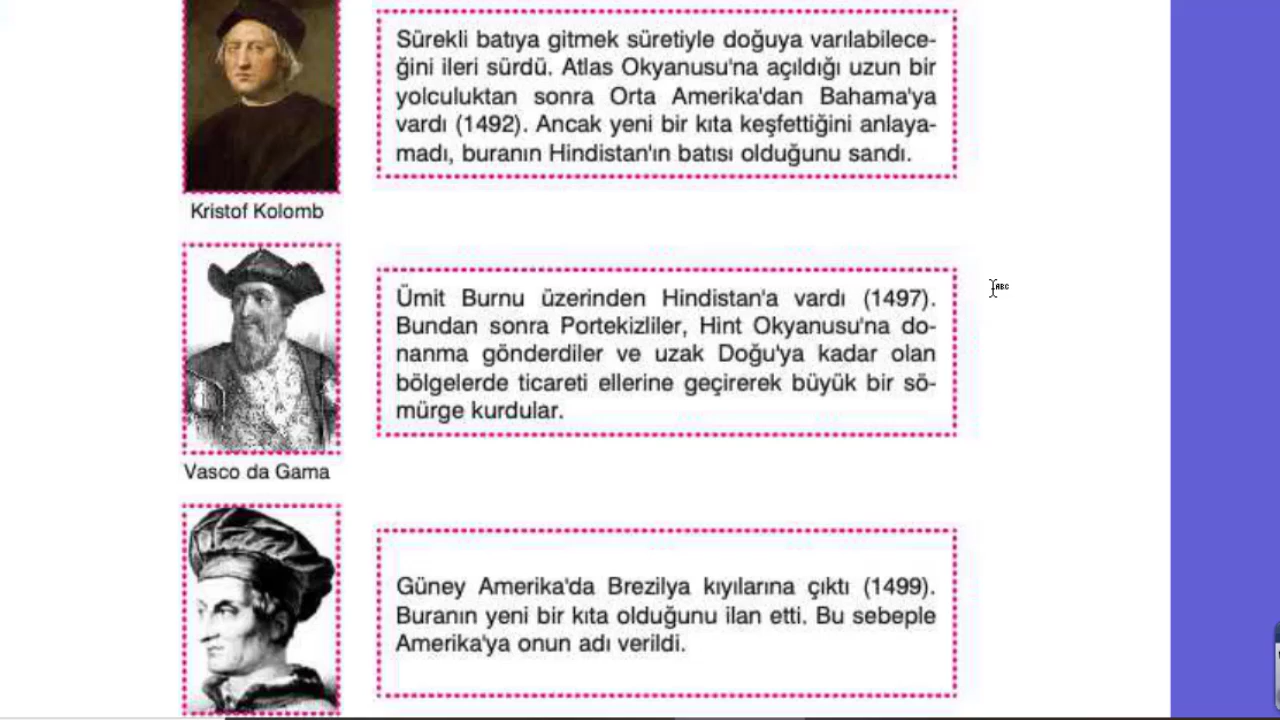 Sürekli batıya gitmek süretiyle doğuya varılabilece-
ğini ileri sürdü. Atlas Okyanusu'na açıldığı uzun bir
yolculuktan sonra Orta Amerika'dan Bahama'ya
vardı (1492). Ancak yeni bir kıta keşfettiğini anlaya-
madı, buranın Hindistan'ın batısı olduğunu sandı.
Kristof Kolomb
Ümit Burnu üzerinden Hindistan'a vardı (1497).
Bundan sonra Portekizliler, Hint Okyanusu'na do-
nanma gönderdiler ve uzak Doğu'ya kadar olan
bölgelerde ticareti ellerine geçirerek büyük bir sö-
mürge kurdular.
Vasco da Gama
Güney Amerika'da Brezilya kıyılarına çıktı (1499).
Buranın yeni bir kıta olduğunu ilan etti. Bu sebeple
Amerika'ya onun adı verildi.
ABC